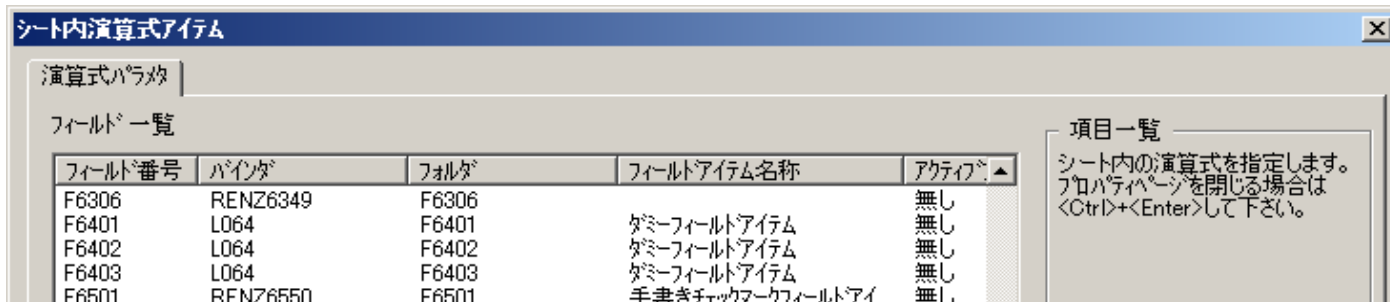 シート内演算式アイテム
演算式ﾊﾟﾗﾒﾀ
ﾌｨｰﾙﾄﾞ一覧
ﾌｨｰﾙﾄﾞ番号 ﾊﾞｲﾝﾀﾞ ﾌｫﾙﾀﾞ ﾌｨｰﾙﾄﾞｱｲﾃﾑ名称 ｱｸﾃｨﾌﾞ
F6306 RENZ6349 F6306 無し
F6401 L064 F6401 ﾀﾞﾐｰﾌｨｰﾙﾄﾞｱｲﾃﾑ 無し
F6402 L064 F6402 ﾀﾞﾐｰﾌｨｰﾙﾄﾞｱｲﾃﾑ 無し
F6403 L064 F6403 ﾀﾞﾐｰﾌｨｰﾙﾄﾞｱｲﾃﾑ 無し
F6501 RENZ6550 F6501 手書きﾁｪｯｸﾏｰｸﾌｨｰﾙﾄﾞｱｲ 無し
項目一覧
シート内の演算式を指定します。
ﾌﾟﾛﾊﾟﾃｨﾍﾟｰｼﾞを閉じる場合は
<Ctrl>+<Enter>して下さい。